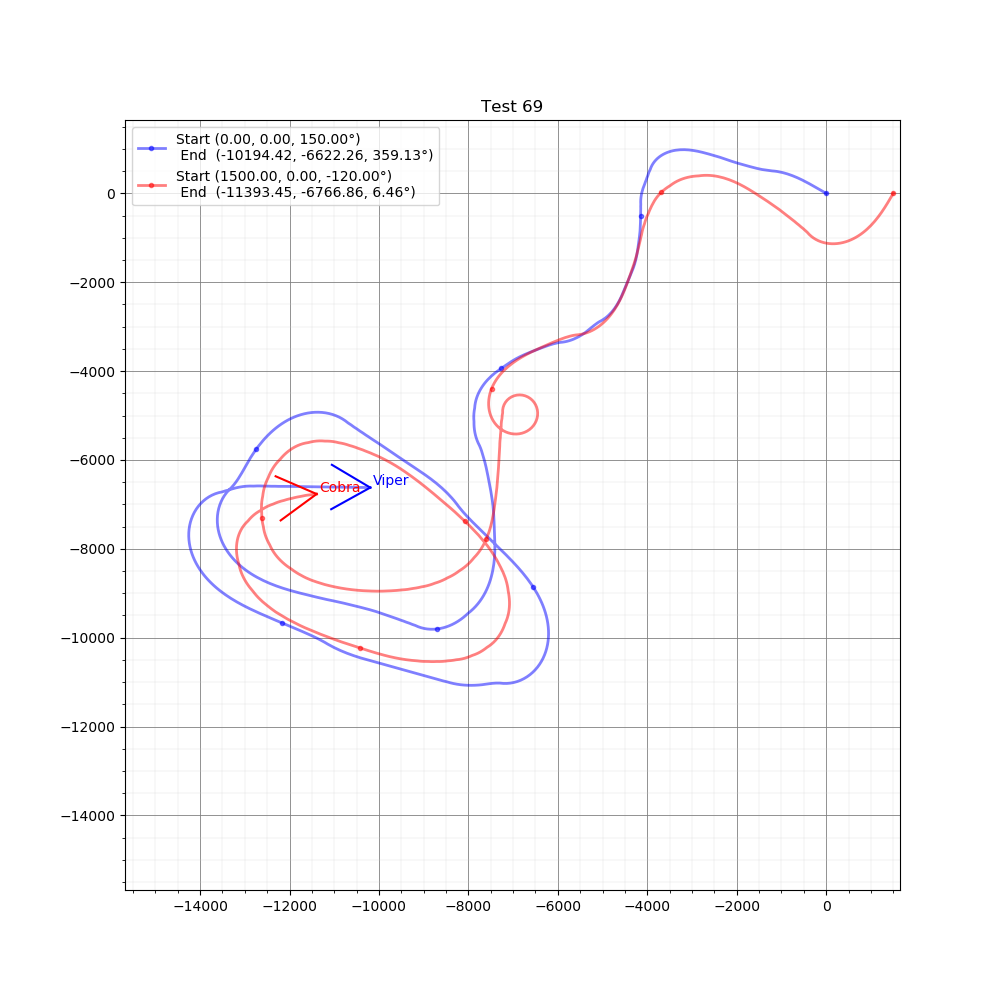 Test 69
Start (0.00, 0.00, 150.00°)
End (-10194.42, -6622.26, 359.13°)
Start (1500.00, 0.00, -120.00°)
End (-11393.45, -6766.86, 6.46°)
0
−2000
−4000
−6000
−8000
−10000
−12000
−14000
Viper
Cobra
−14000 −12000 −10000 −8000 −6000 −4000 −2000 0